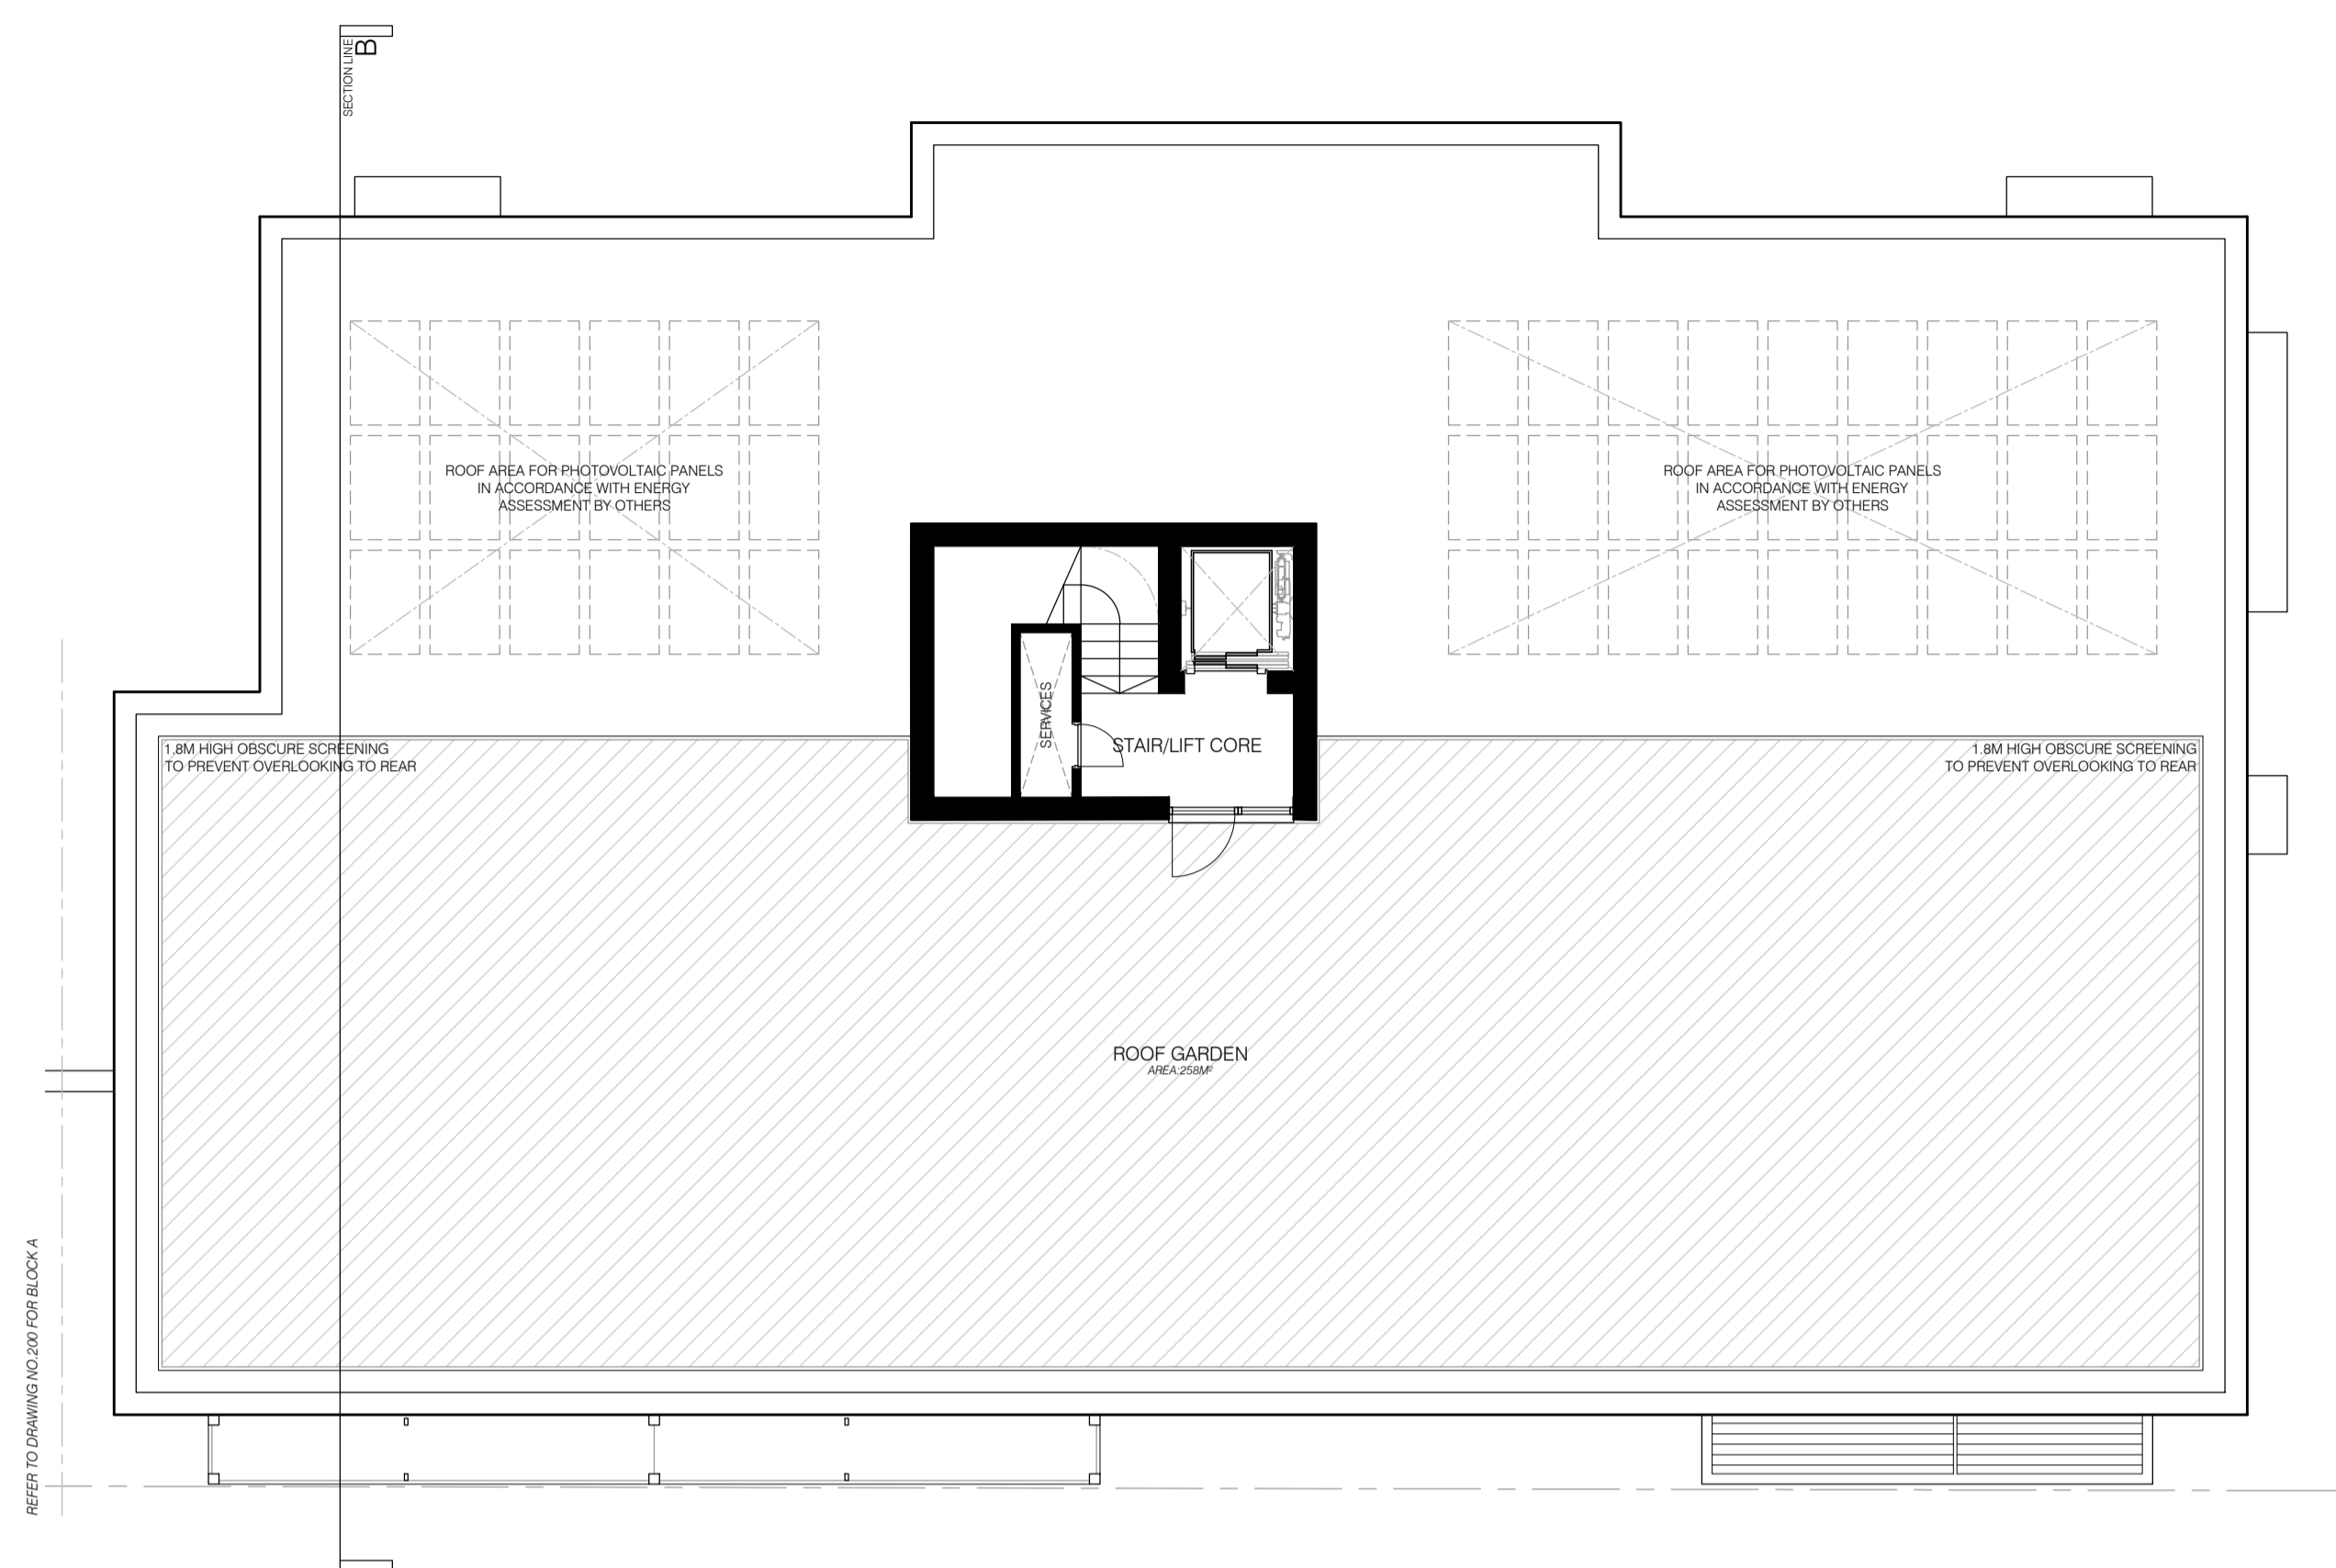 SECTION LINE
B
ROOF AREA FOR PHOTOVOLTAIC PANELS
IN ACCORDANCE WITH ENERGY
ASSESSMENT BY OTHERS
ROOF AREA FOR PHOTOVOLTAIC PANELS
IN ACCORDANCE WITH ENERGY
ASSESSMENT BY OTHERS
SERVICES
STAIR/LIFT CORE
1.8M HIGH OBSCURE SCREENING
TO PREVENT OVERLOOKING TO REAR
1.8M HIGH OBSCURE SCREENING
TO PREVENT OVERLOOKING TO REAR
ROOF GARDEN
AREA:258M²
REFER TO DRAWING NO.200 FOR BLOCK A